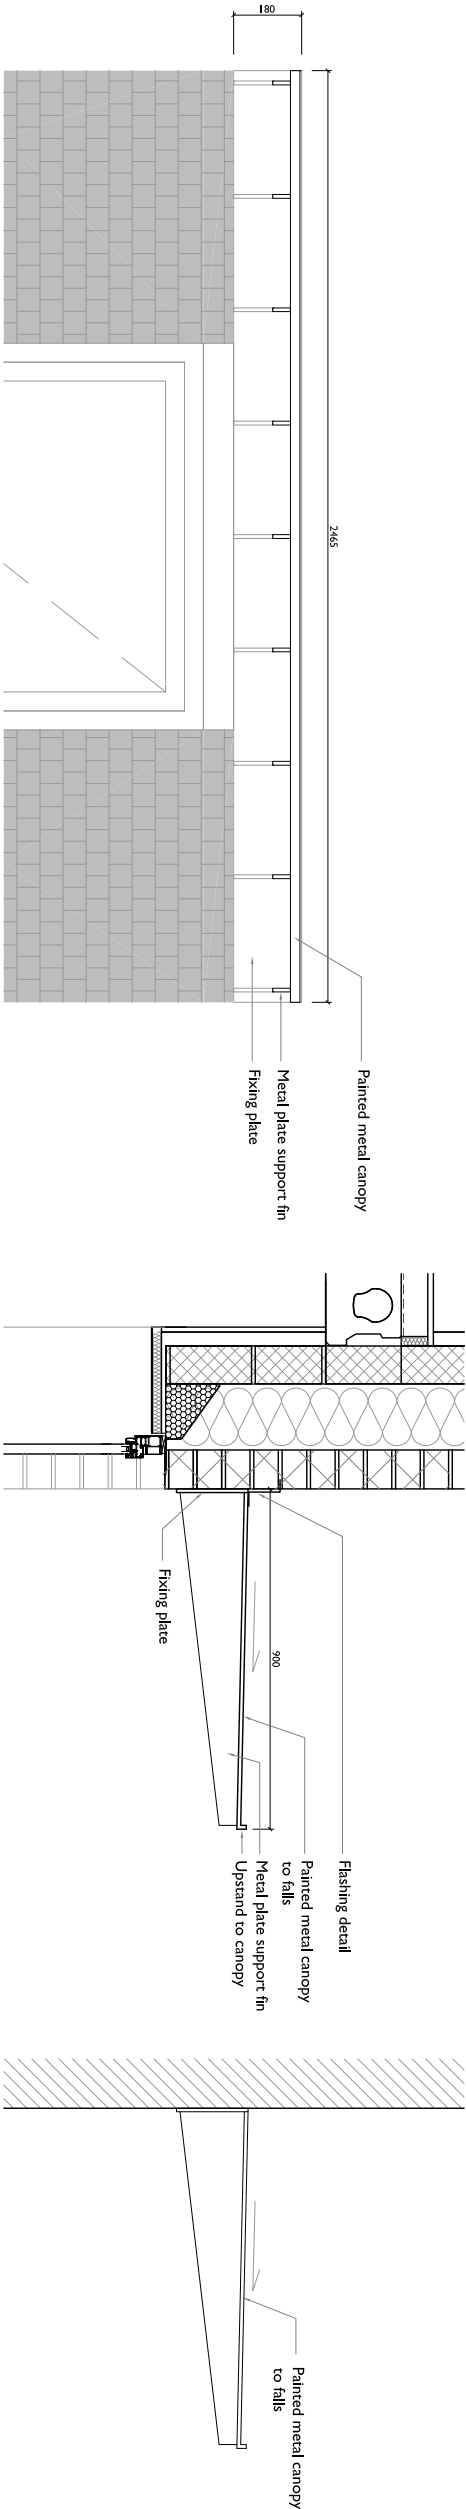 180
2465
Painted metal canopy
Metal plate support fin
Fixing plate
Fixing plate
900
Flashing detail
Painted metal canopy
to falls
Metal plate support fin
Upstand to canopy
Painted metal canopy
to falls